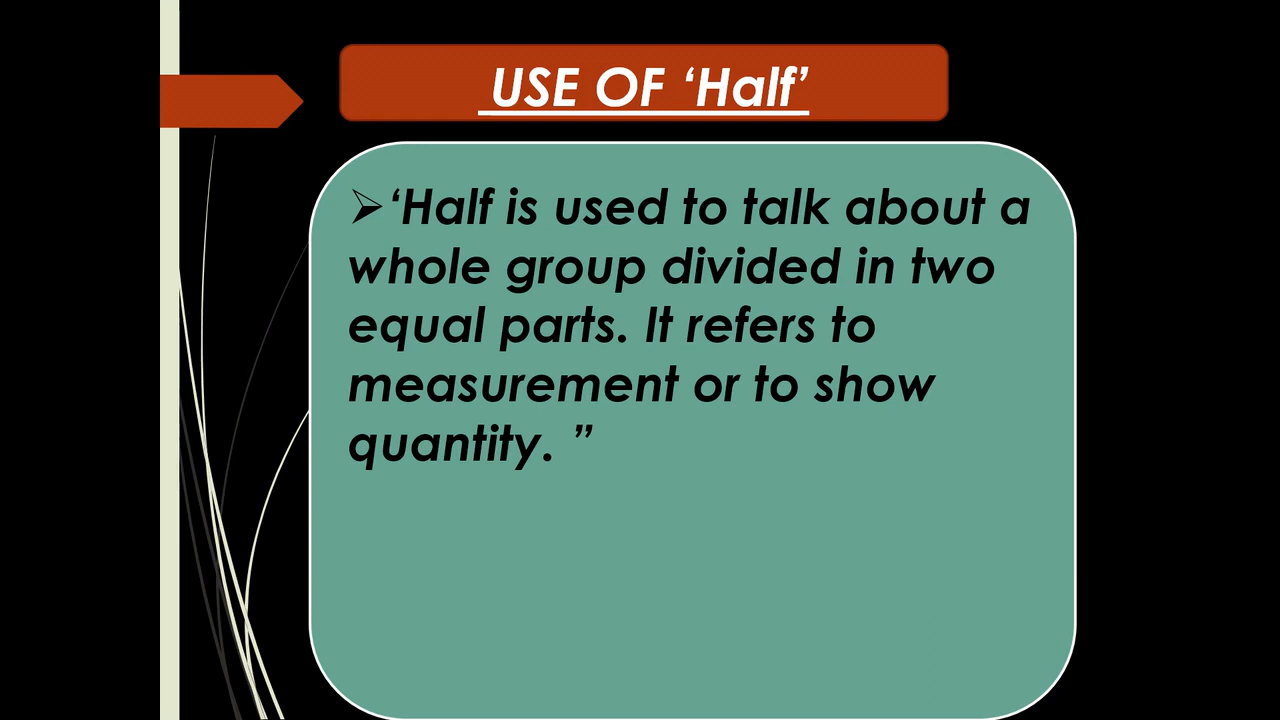 USE OF ‘Half’
➢‘Half is used to talk about a
whole group divided in two
equal parts. It refers to
measurement or to show
quantity. ”